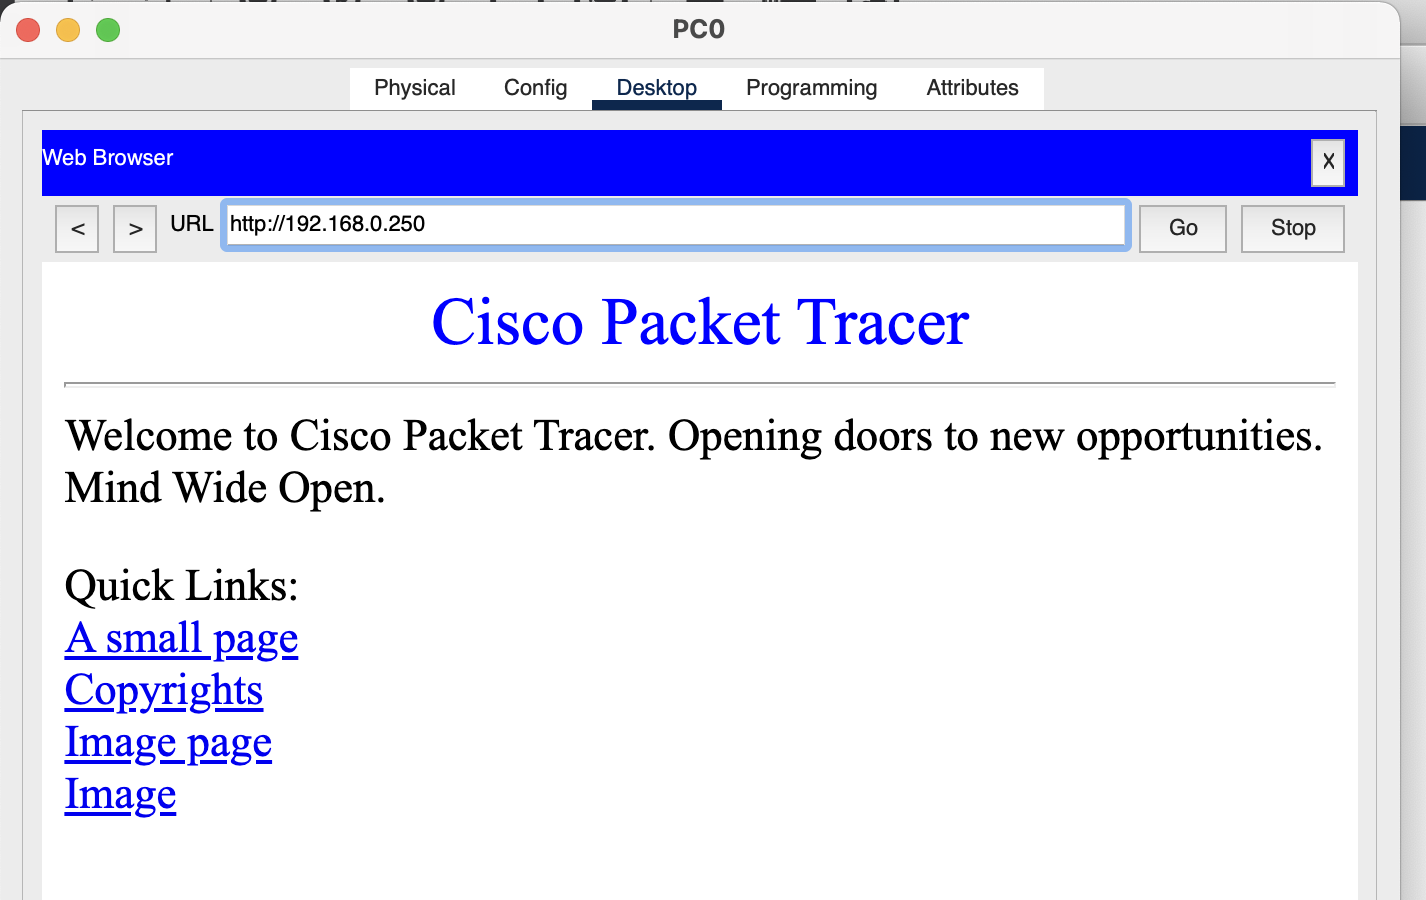 PC0
Physical Config Desktop Programming Attributes
Web Browser X
< > URL http://192.168.0.250 Go Stop
Cisco Packet Tracer
Welcome to Cisco Packet Tracer. Opening doors to new opportunities.
Mind Wide Open.
Quick Links:
A small page
Copyrights
Image page
Image